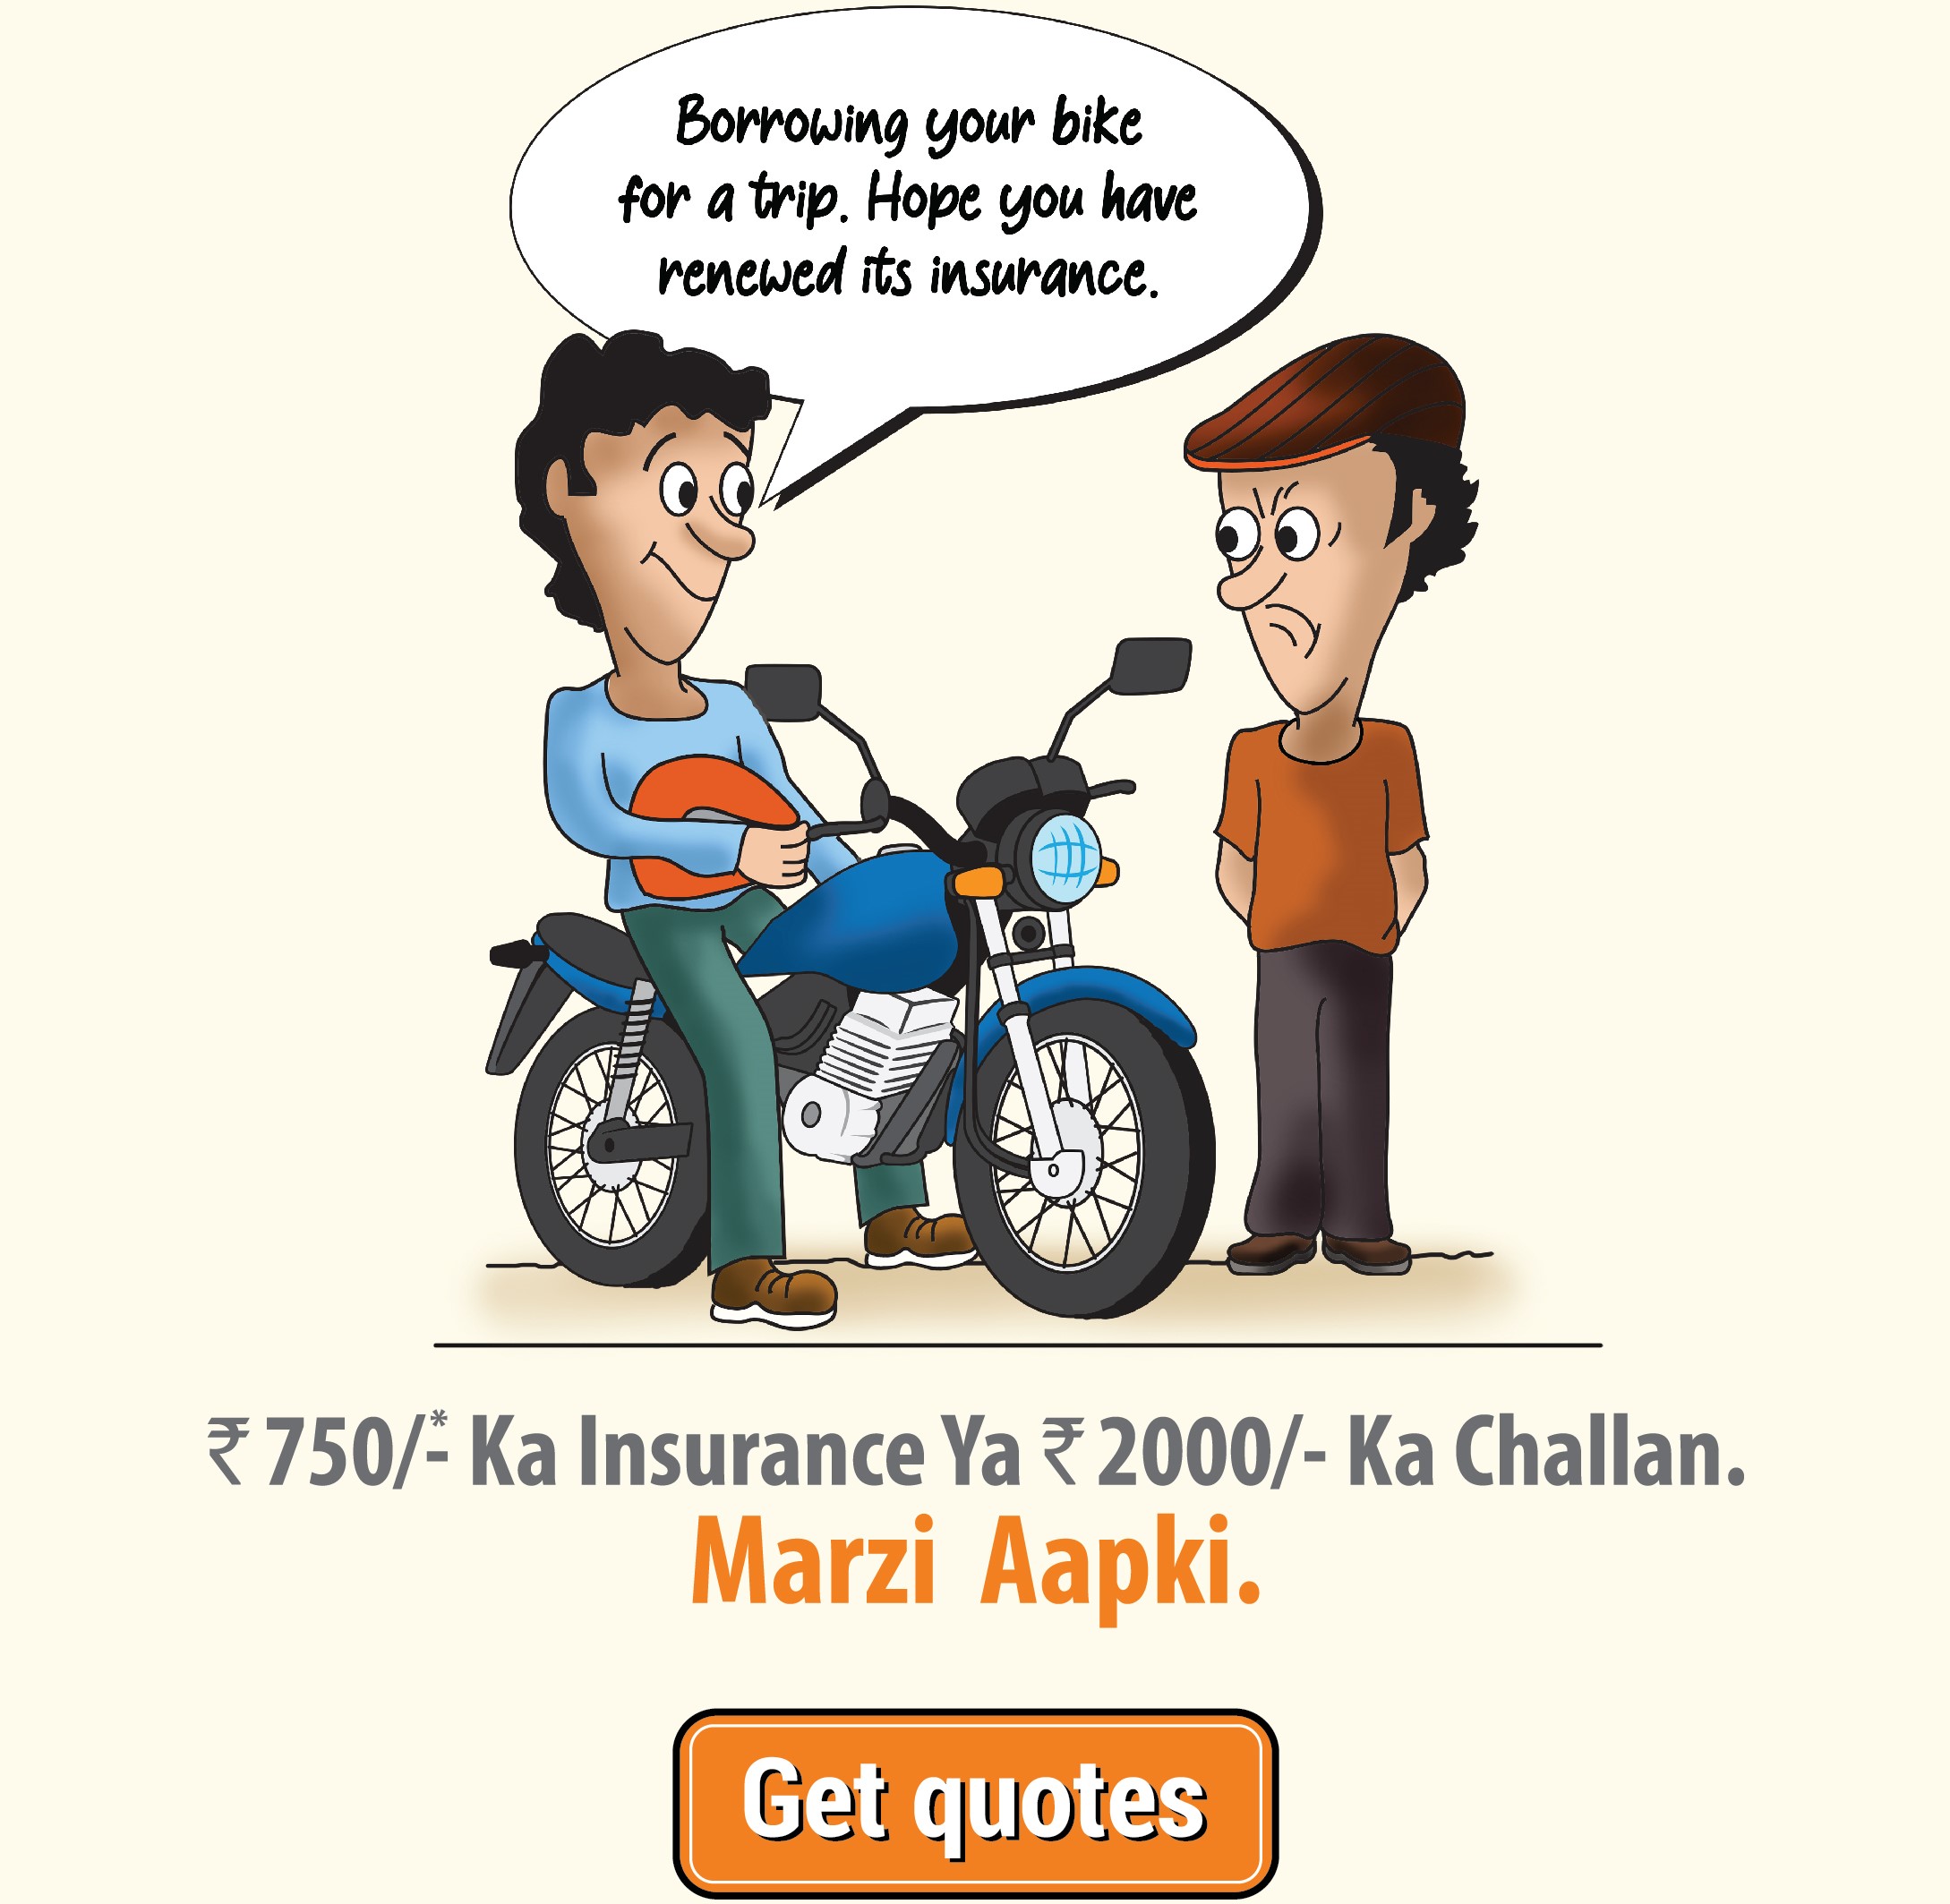 Borrowing your bike
for a trip. Hope you have
renewed its insurance.
₹ 750/-* Ka Insurance Ya ₹ 2000/- Ka Challan.
Marzi Aapki.
Get quotes